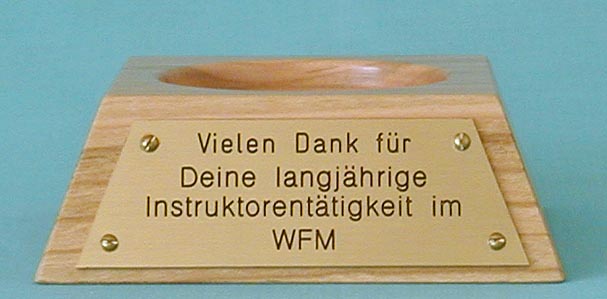 Vielen Dank für
Deine langjährige
Instruktorentätigkeit im
WFM